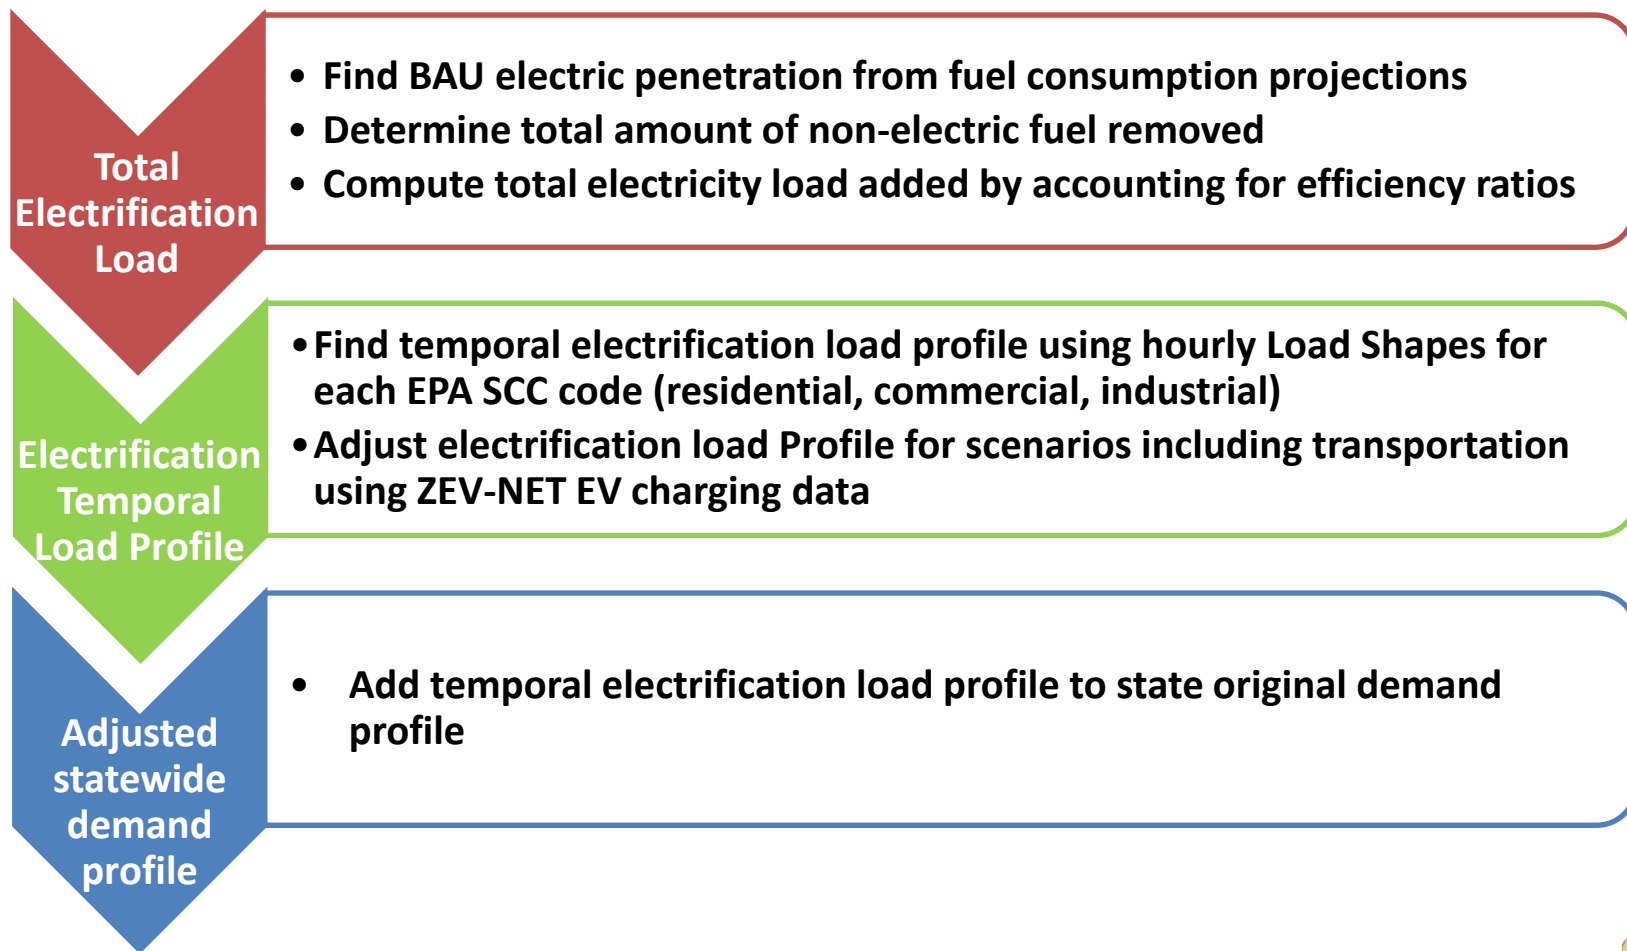 Total
Electrification
Load
• Find BAU electric penetration from fuel consumption projections
• Determine total amount of non-electric fuel removed
• Compute total electricity load added by accounting for efficiency ratios
Electrification
Temporal
Load Profile
• Find temporal electrification load profile using hourly Load Shapes for
each EPA SCC code (residential, commercial, industrial)
• Adjust electrification load Profile for scenarios including transportation
using ZEV-NET EV charging data
Adjusted
statewide
demand
profile
• Add temporal electrification load profile to state original demand
profile